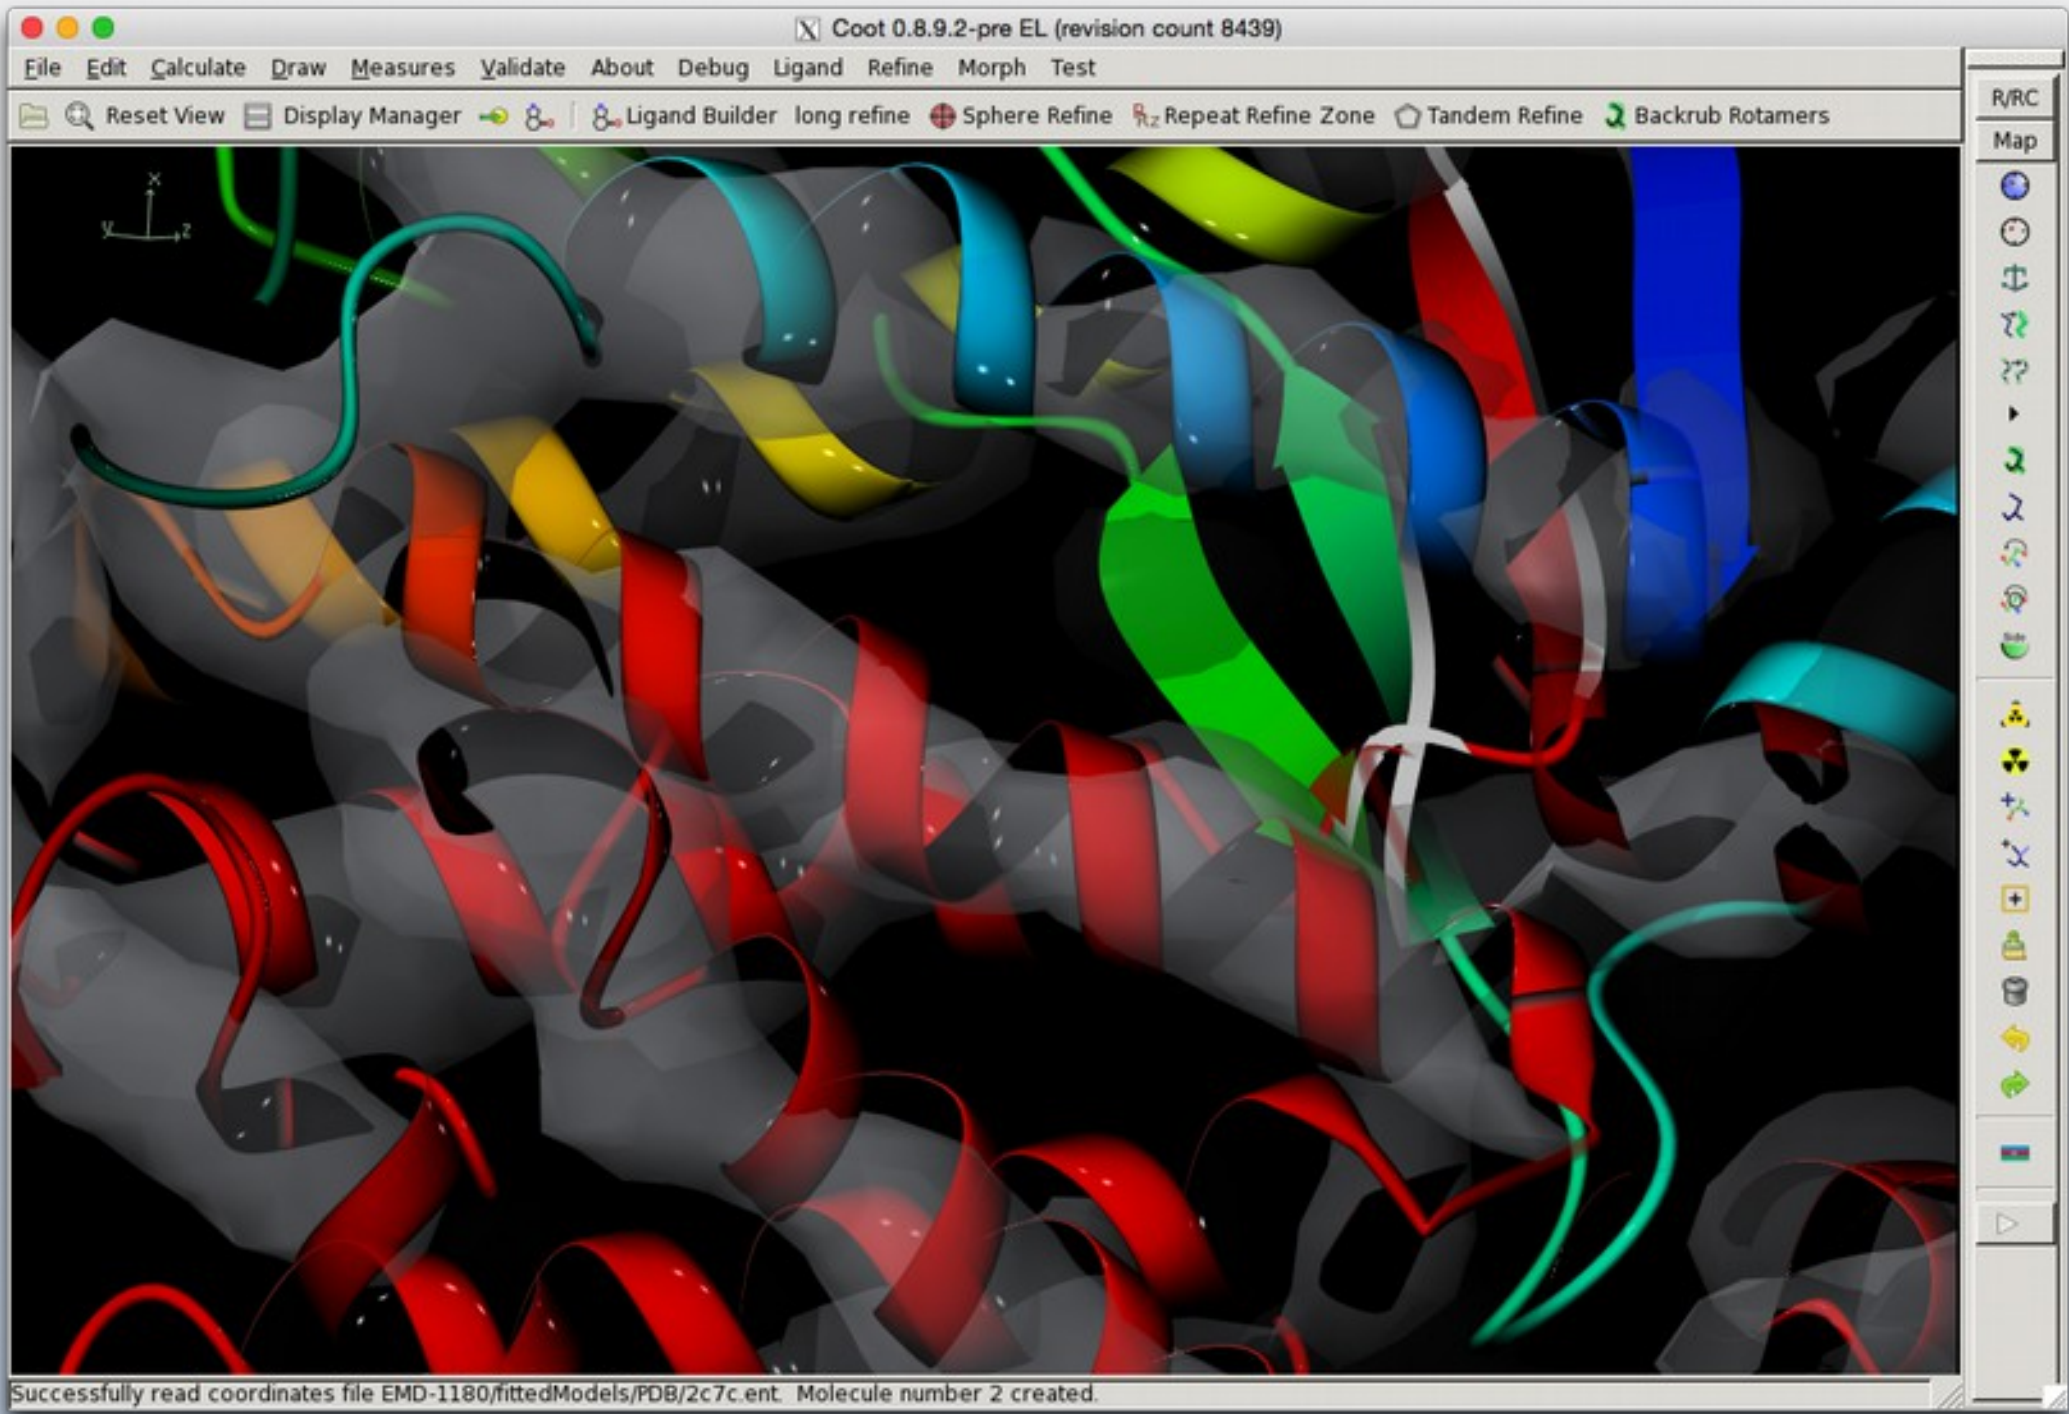 Coot 0.8.9.2-pre EL (revision count 8439)
File Edit Calculate Draw Measures Validate About Debug Ligand Refine Morph Test
Reset View Display Manager Ligand Builder long refine Sphere Refine Repeat Refine Zone Tandem Refine Backrub Rotamers
R/RC
Map
x
y z
Side
Successfully read coordinates file EMD-1180/fittedModels/PDB/2c7c.ent. Molecule number 2 created.